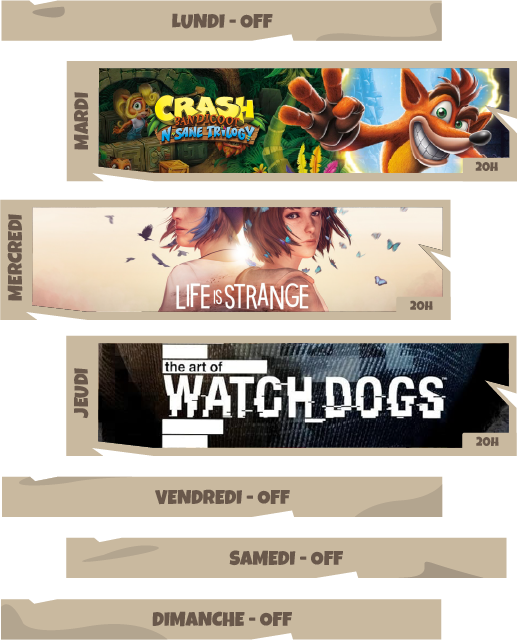 LUNDI - OFF
MARDI
CRASH
BANDICOOT
N·SANE TRILOGY
20H
MERCREDI
LIFE IS STRANGE
20H
JEUDI
the art of
WATCH_DOGS
20H
VENDREDI - OFF
SAMEDI - OFF
DIMANCHE - OFF